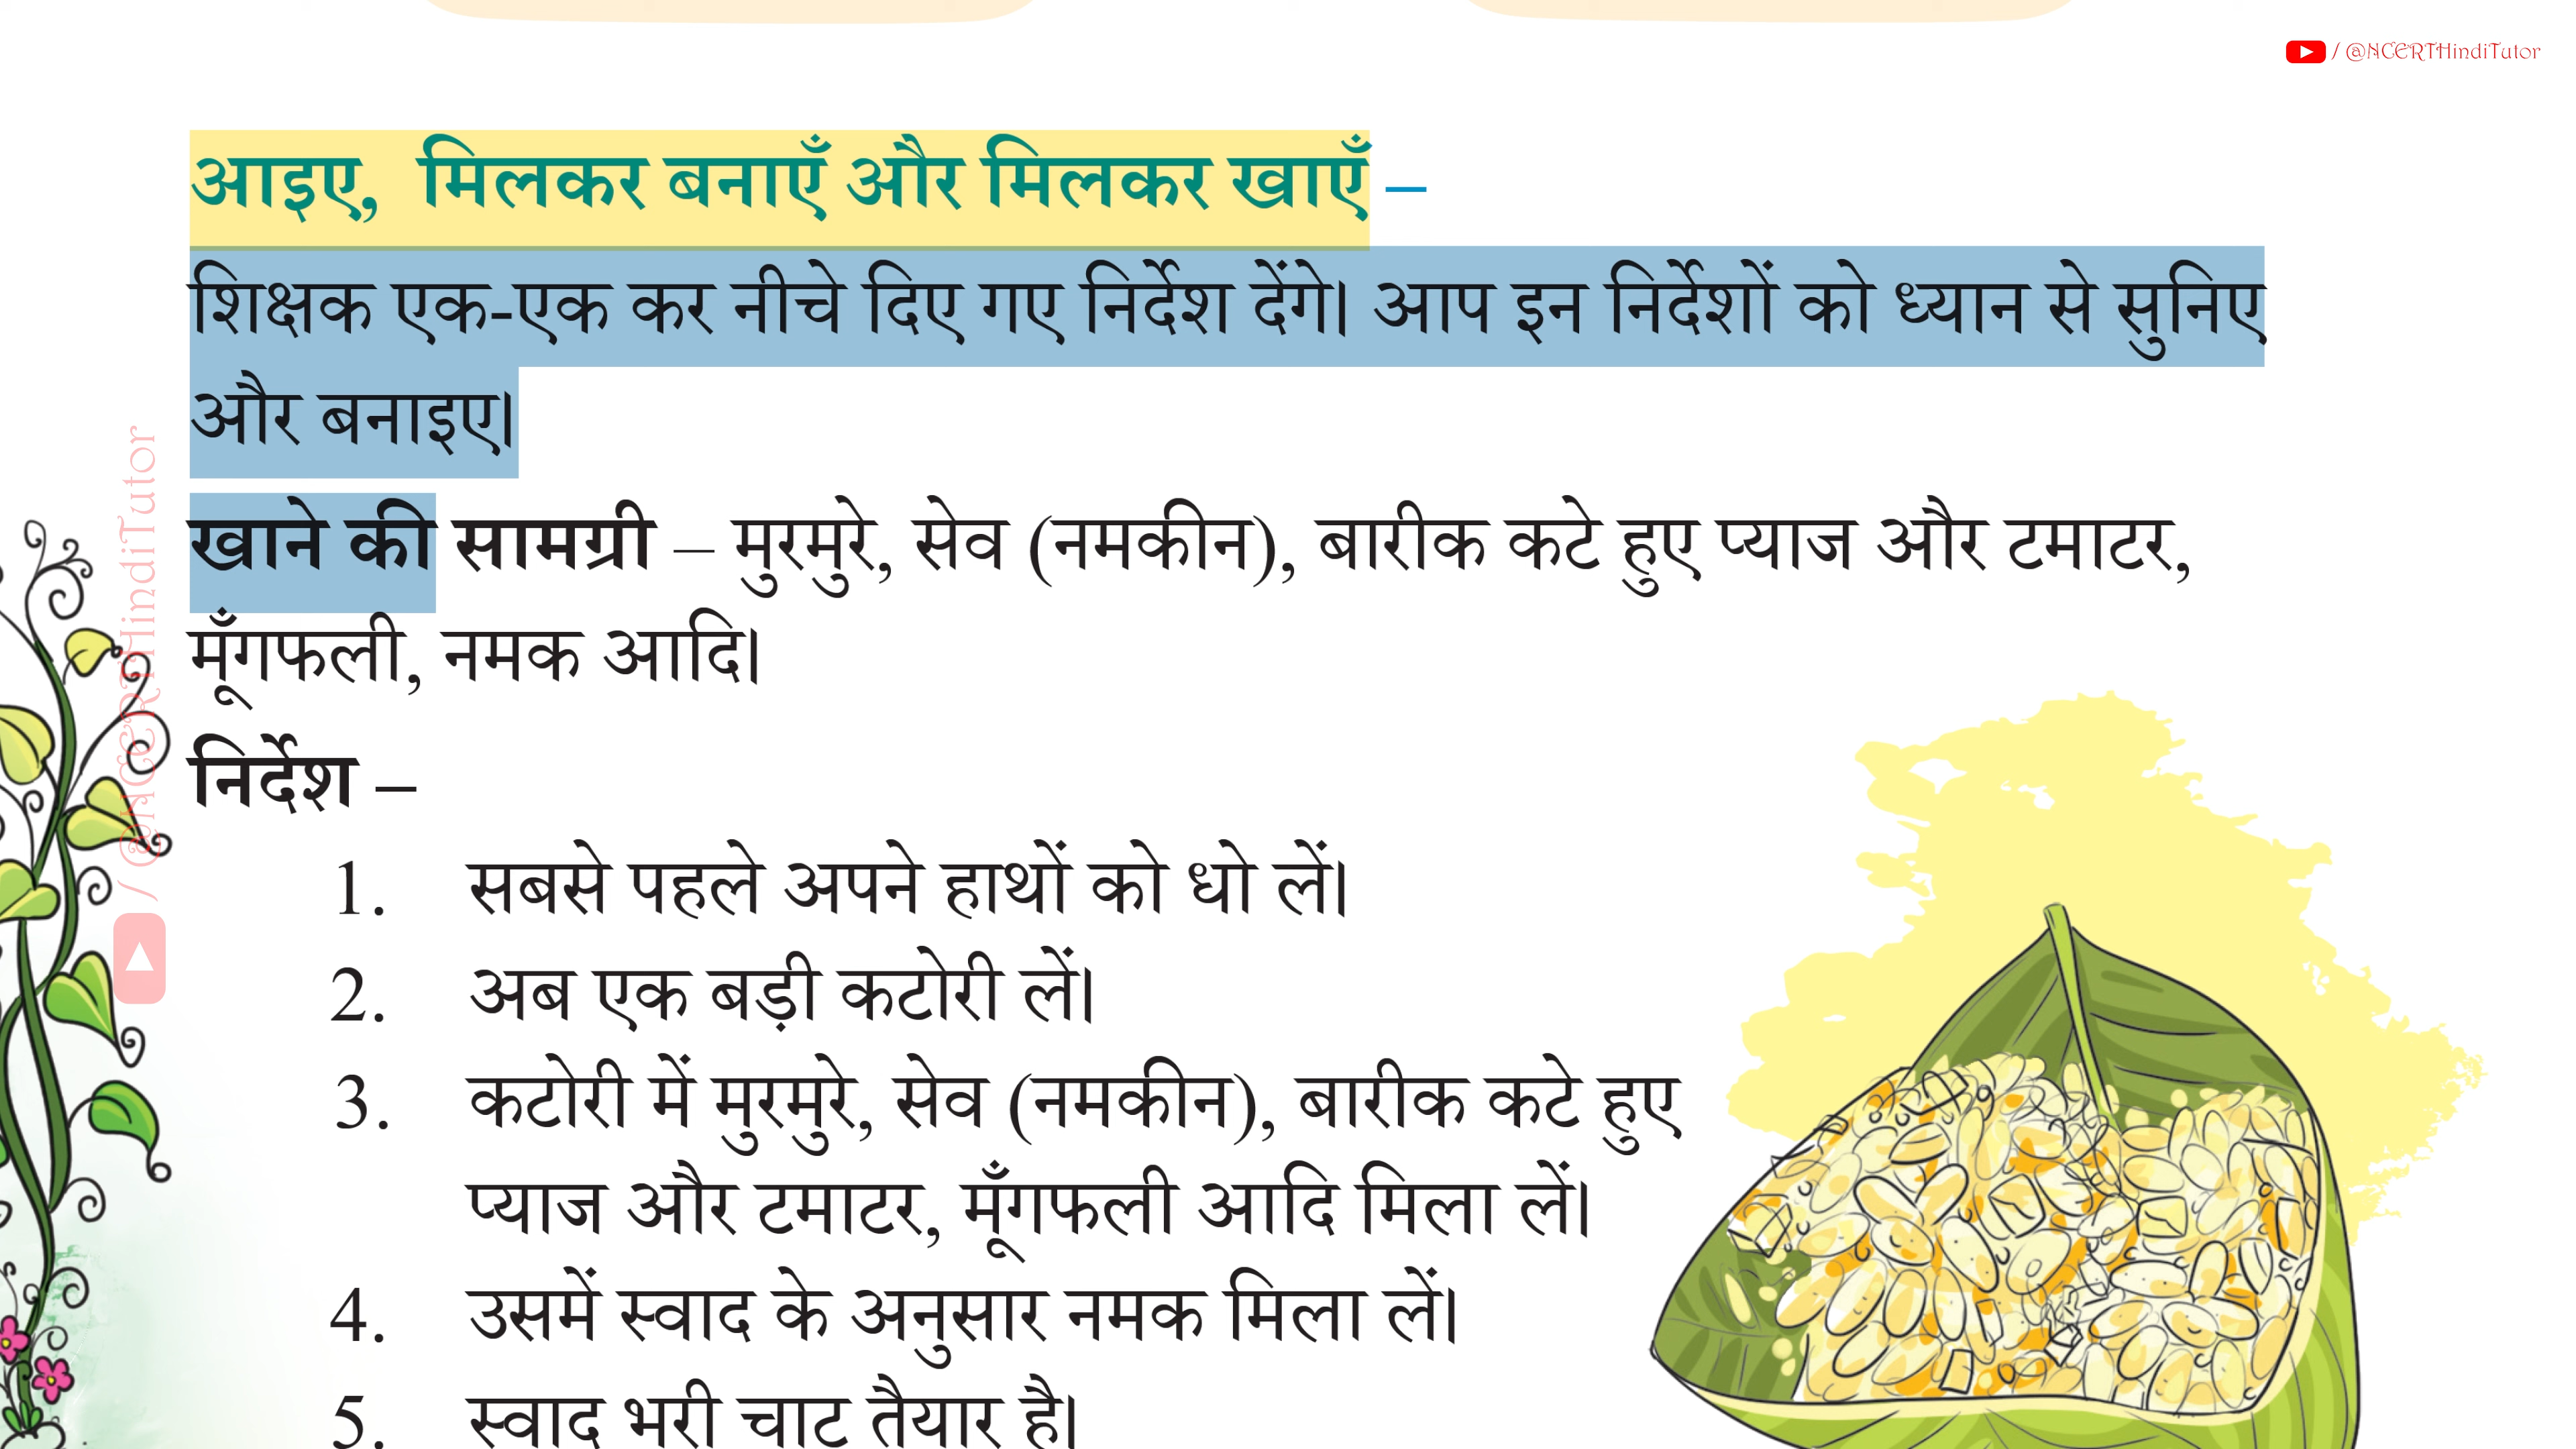 / @NCERTHindiTutor
आइए, मिलकर बनाएँ और मिलकर खाएँ –
शिक्षक एक-एक कर नीचे दिए गए निर्देश देंगे। आप इन निर्देशों को ध्यान से सुनिए
और बनाइए।
खाने की सामग्री – मुरमुरे, सेव (नमकीन), बारीक कटे हुए प्याज और टमाटर,
मूँगफली, नमक आदि।
निर्देश –
1. सबसे पहले अपने हाथों को धो लें।
2. अब एक बड़ी कटोरी लें।
3. कटोरी में मुरमुरे, सेव (नमकीन), बारीक कटे हुए
प्याज और टमाटर, मूँगफली आदि मिला लें।
4. उसमें स्वाद के अनुसार नमक मिला लें।
5. स्वाद भरी चाट तैयार है।
/ @NCERTHindiTutor